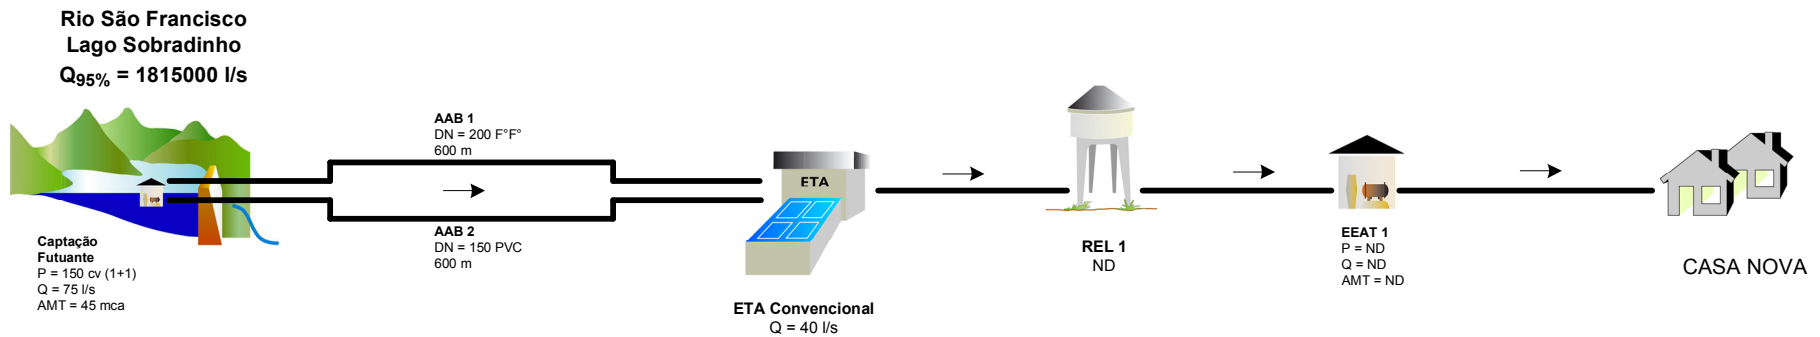 Rio São Francisco
Lago Sobradinho
Q95% = 1815000 l/s
Captação
Futuante
P = 150 cv (1+1)
Q = 75 l/s
AMT = 45 mca
AAB 1
DN = 200 F°F°
600 m
AAB 2
DN = 150 PVC
600 m
ETA
ETA Convencional
Q = 40 l/s
REL 1
ND
EEAT 1
P = ND
Q = ND
AMT = ND
CASA NOVA